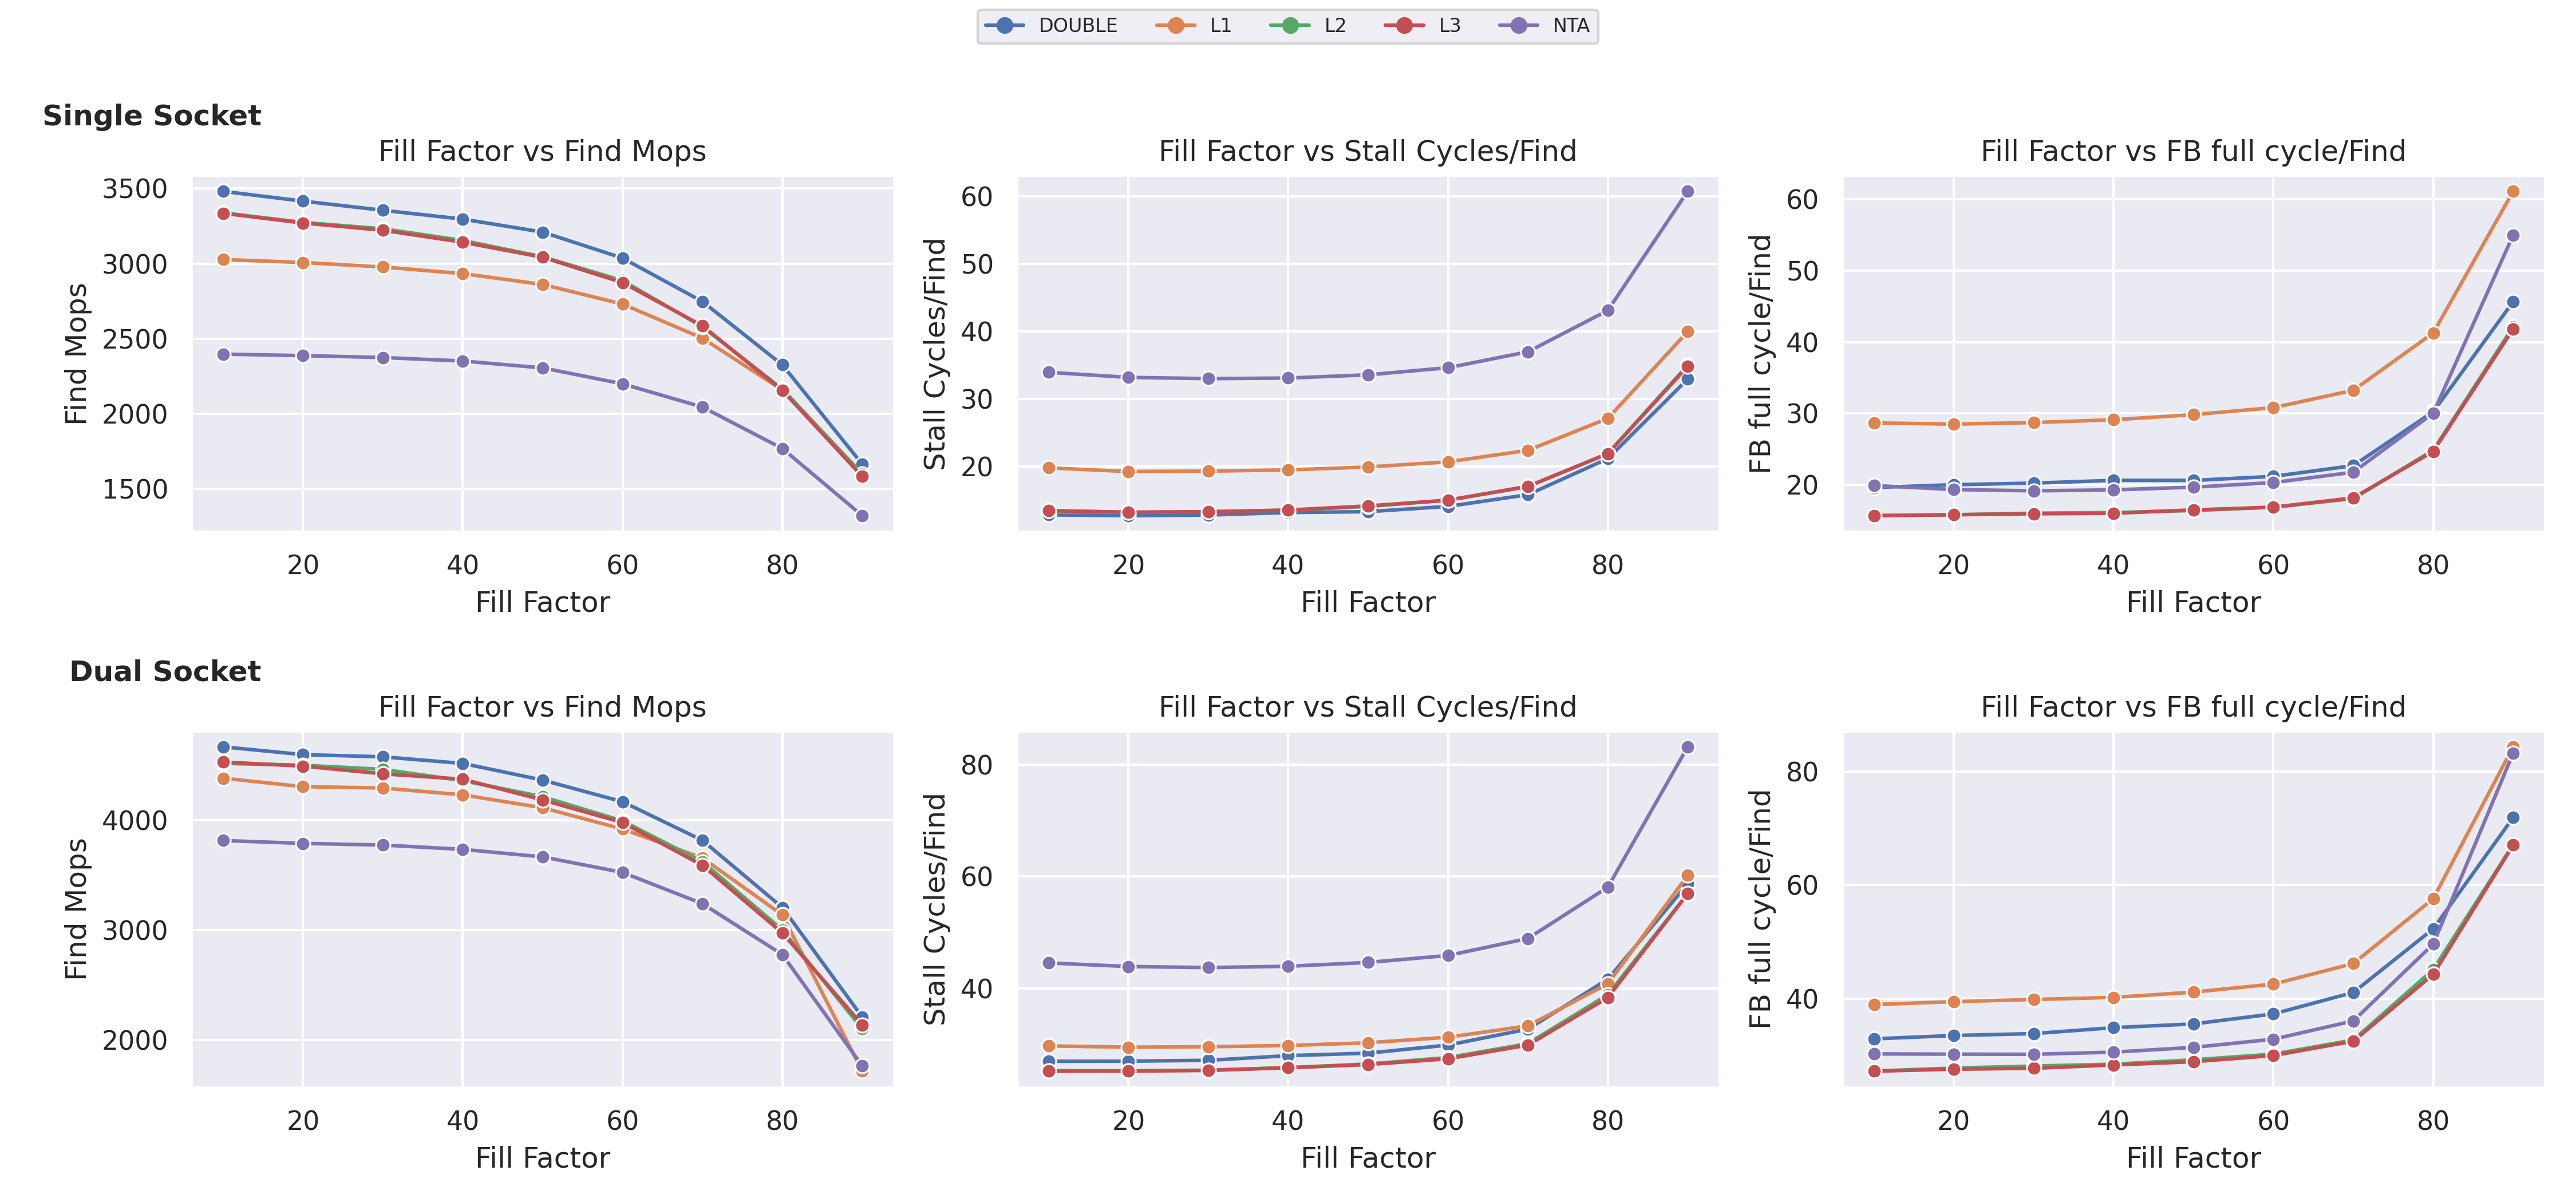 DOUBLE L1 L2 L3 NTA
Single Socket
Fill Factor vs Find Mops
Find Mops
3500
3000
2500
2000
1500
20 40 60 80
Fill Factor
Fill Factor vs Stall Cycles/Find
Stall Cycles/Find
60
50
40
30
20
20 40 60 80
Fill Factor
Fill Factor vs FB full cycle/Find
FB full cycle/Find
60
50
40
30
20
20 40 60 80
Fill Factor
Dual Socket
Fill Factor vs Find Mops
Find Mops
4000
3000
2000
20 40 60 80
Fill Factor
Fill Factor vs Stall Cycles/Find
Stall Cycles/Find
80
60
40
20 40 60 80
Fill Factor
Fill Factor vs FB full cycle/Find
FB full cycle/Find
80
60
40
20 40 60 80
Fill Factor